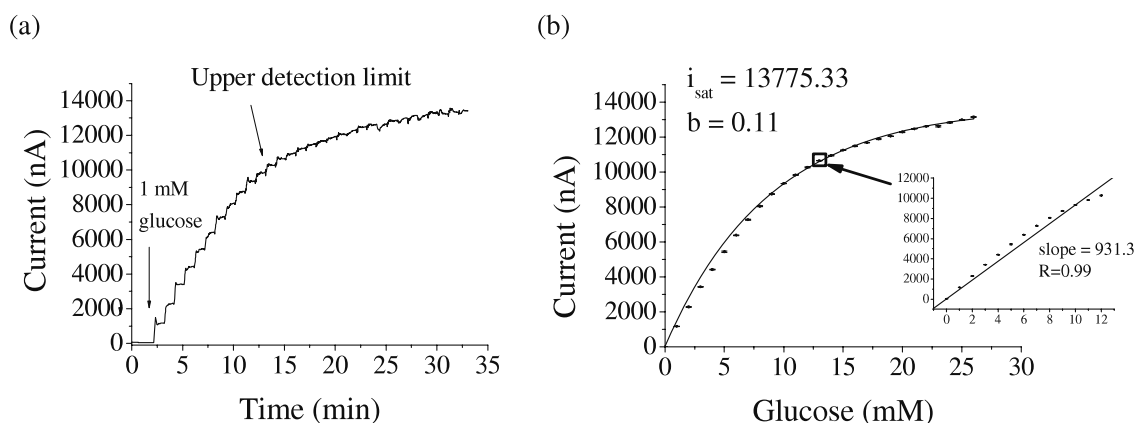 (a)
Upper detection limit
1 mM
glucose
14000
12000
10000
8000
6000
4000
2000
0
Current (nA)
0 5 10 15 20 25 30 35
Time (min)
(b)
i_sat = 13775.33
b = 0.11
14000
12000
10000
8000
6000
4000
2000
0
Current (nA)
0 5 10 15 20 25 30
Glucose (mM)
12000
10000
8000
6000
4000
2000
0
slope = 931.3
R=0.99
0 2 4 6 8 10 12